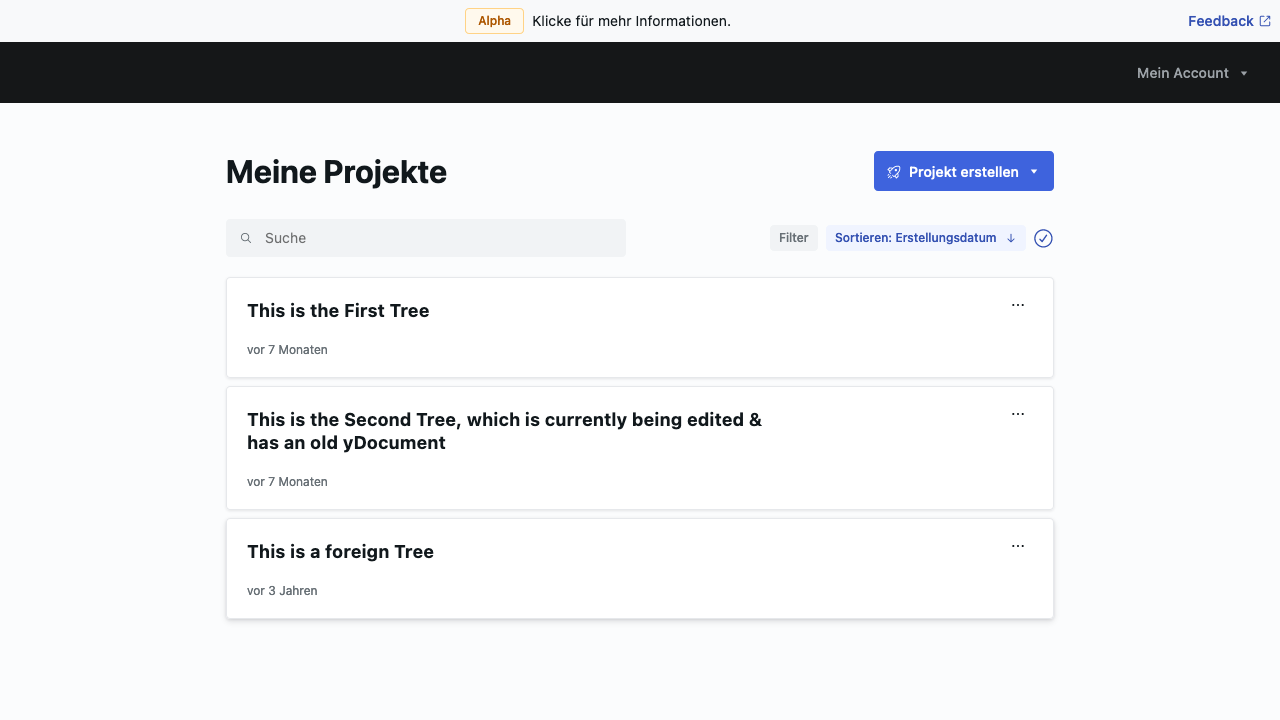 Alpha Klicke für mehr Informationen. Feedback
Mein Account
Meine Projekte
Projekt erstellen
Suche
Filter
Sortieren: Erstellungsdatum
This is the First Tree
vor 7 Monaten
This is the Second Tree, which is currently being edited &
has an old yDocument
vor 7 Monaten
This is a foreign Tree
vor 3 Jahren